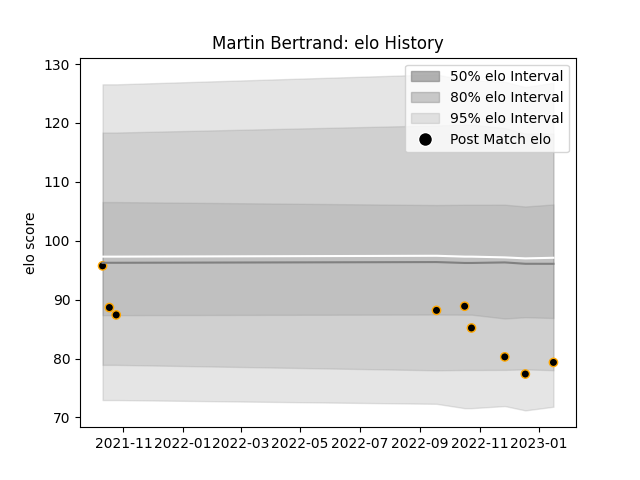 Martin Bertrand: elo History
130
120
110
100
90
80
70
elo score
50% elo Interval
80% elo Interval
95% elo Interval
Post Match elo
2021-11 2022-01 2022-03 2022-05 2022-07 2022-09 2022-11 2023-01